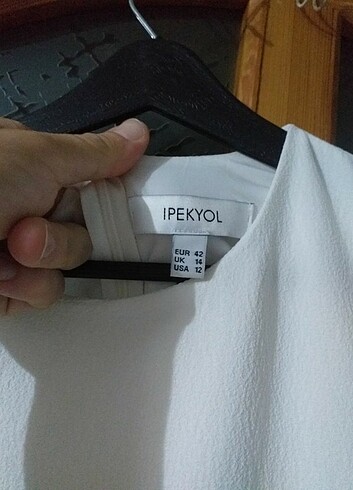 IPEKYOL
EUR 42
UK 14
USA 12